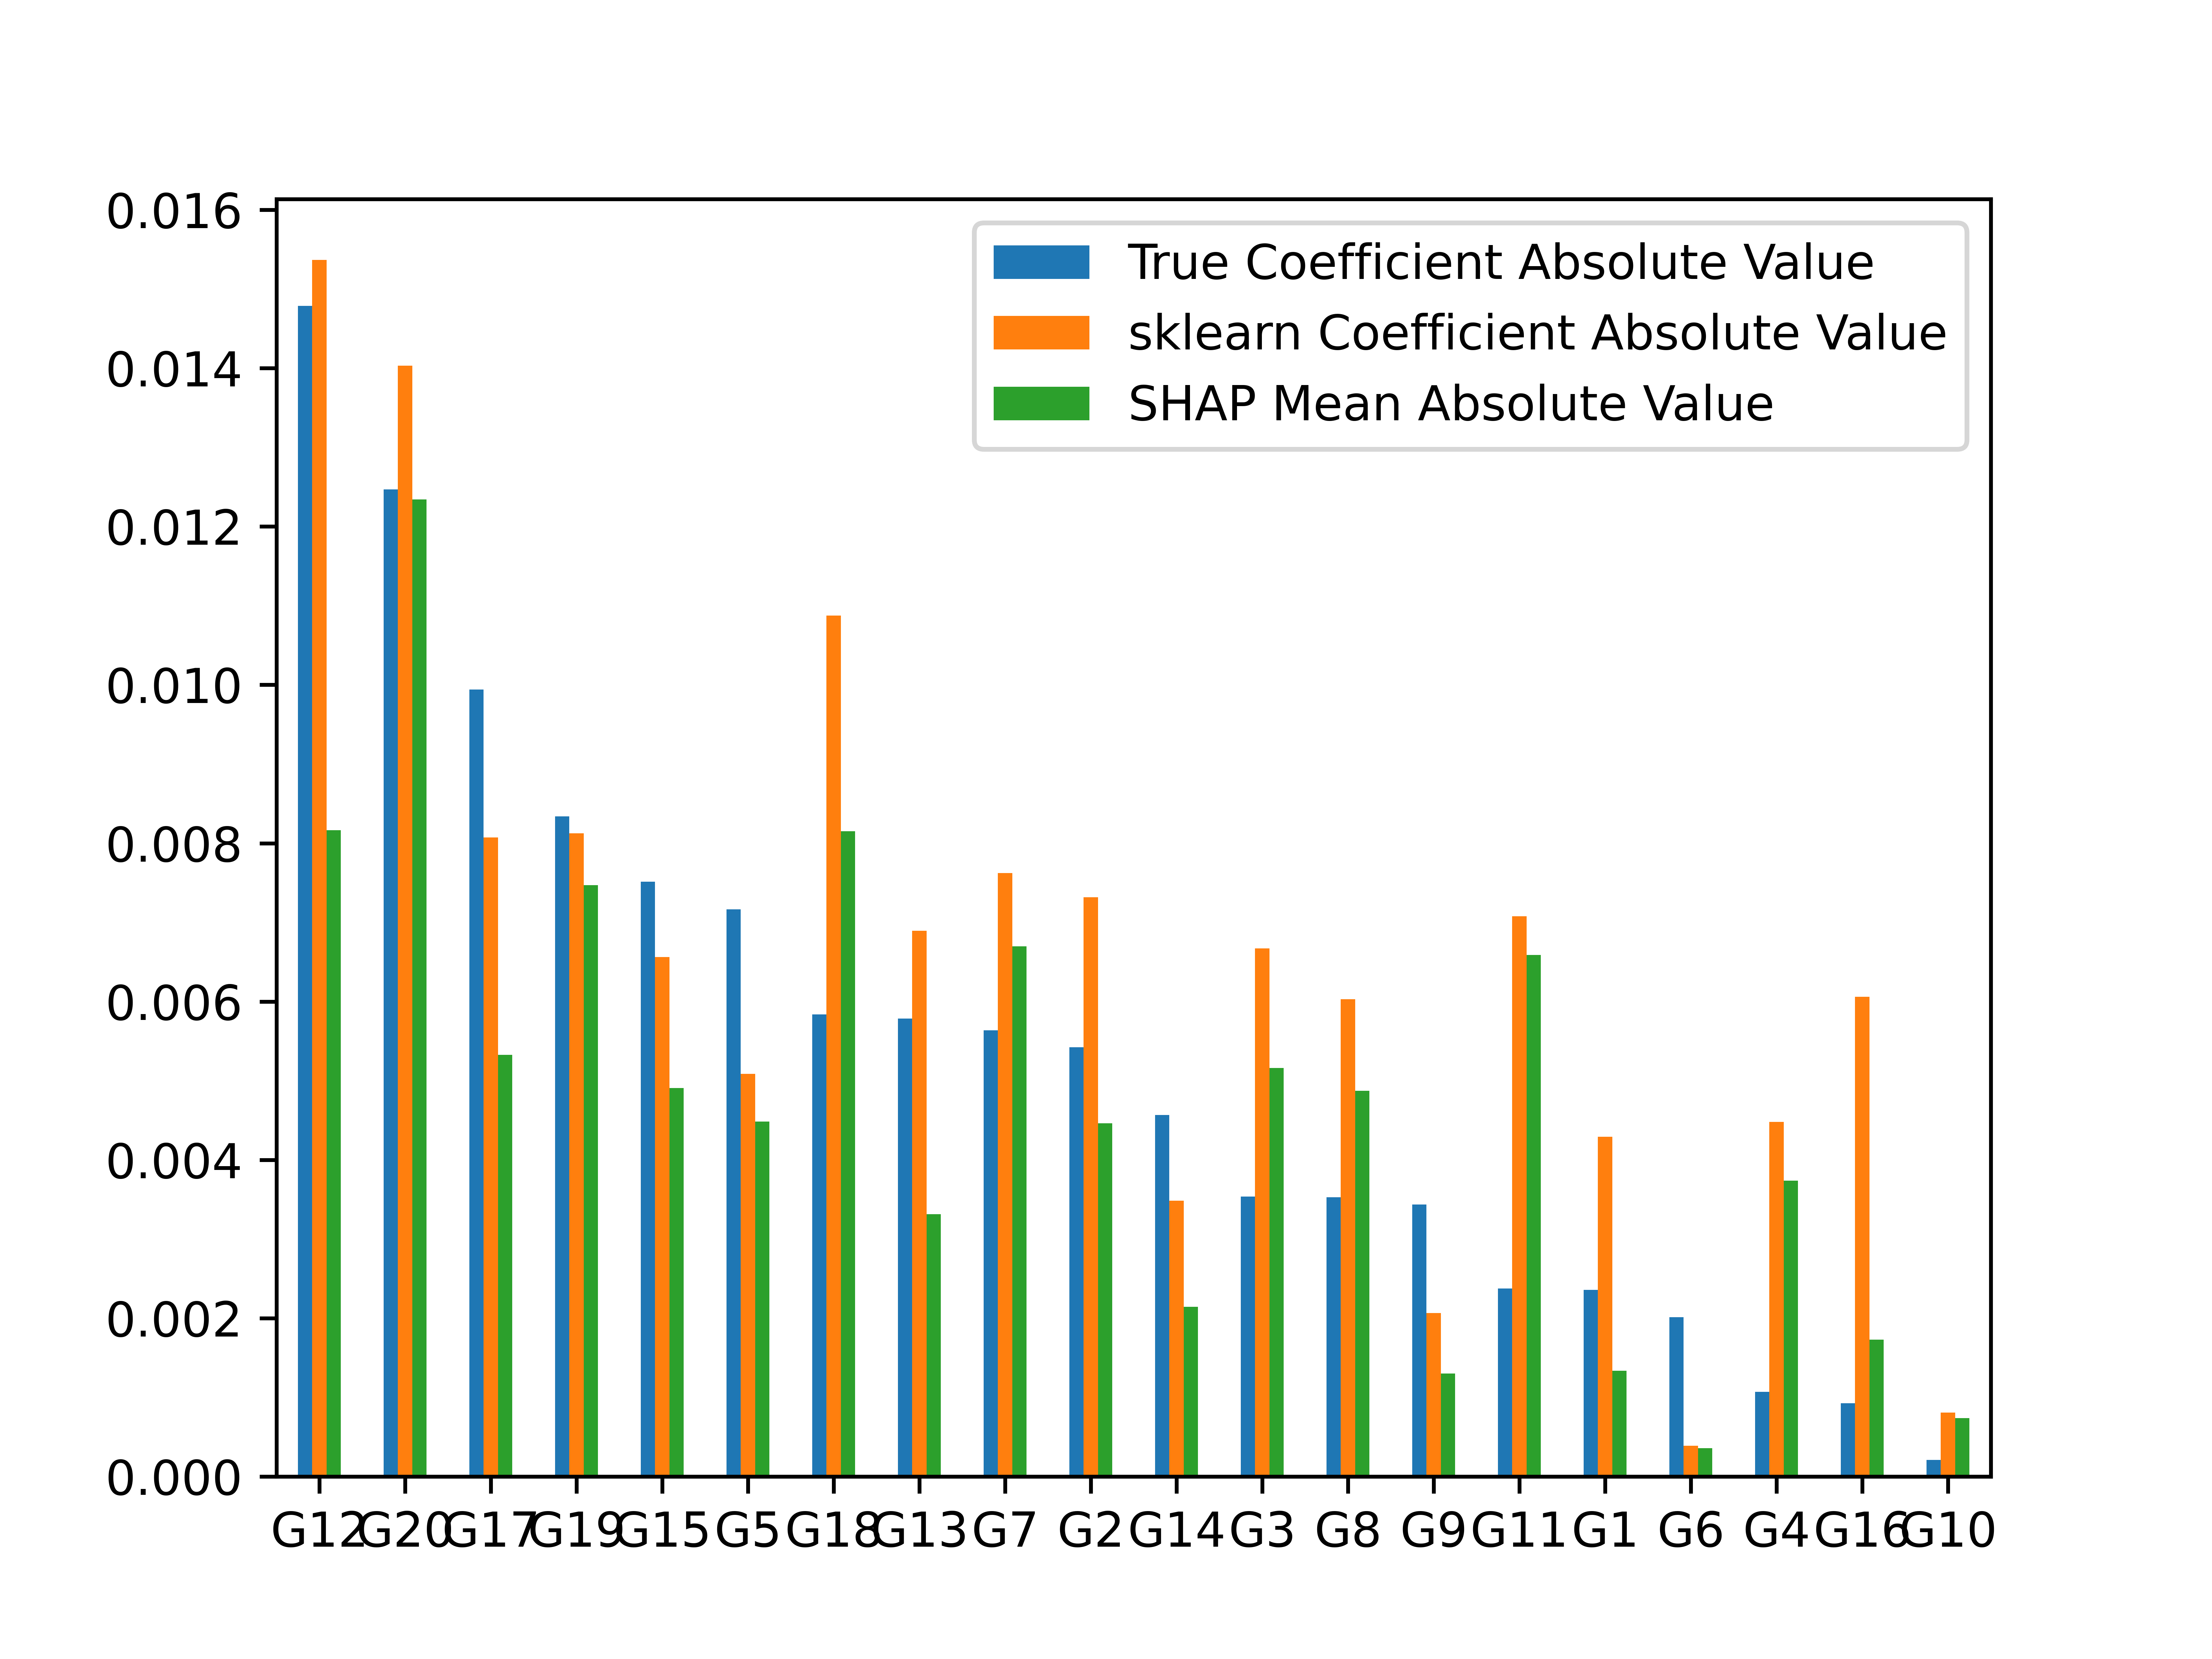 0.016
0.014
0.012
0.010
0.008
0.006
0.004
0.002
0.000
True Coefficient Absolute Value
sklearn Coefficient Absolute Value
SHAP Mean Absolute Value
G12 G20 G17 G19 G15 G5 G18 G13 G7 G2 G14 G3 G8 G9 G11 G1 G6 G4 G16 G10